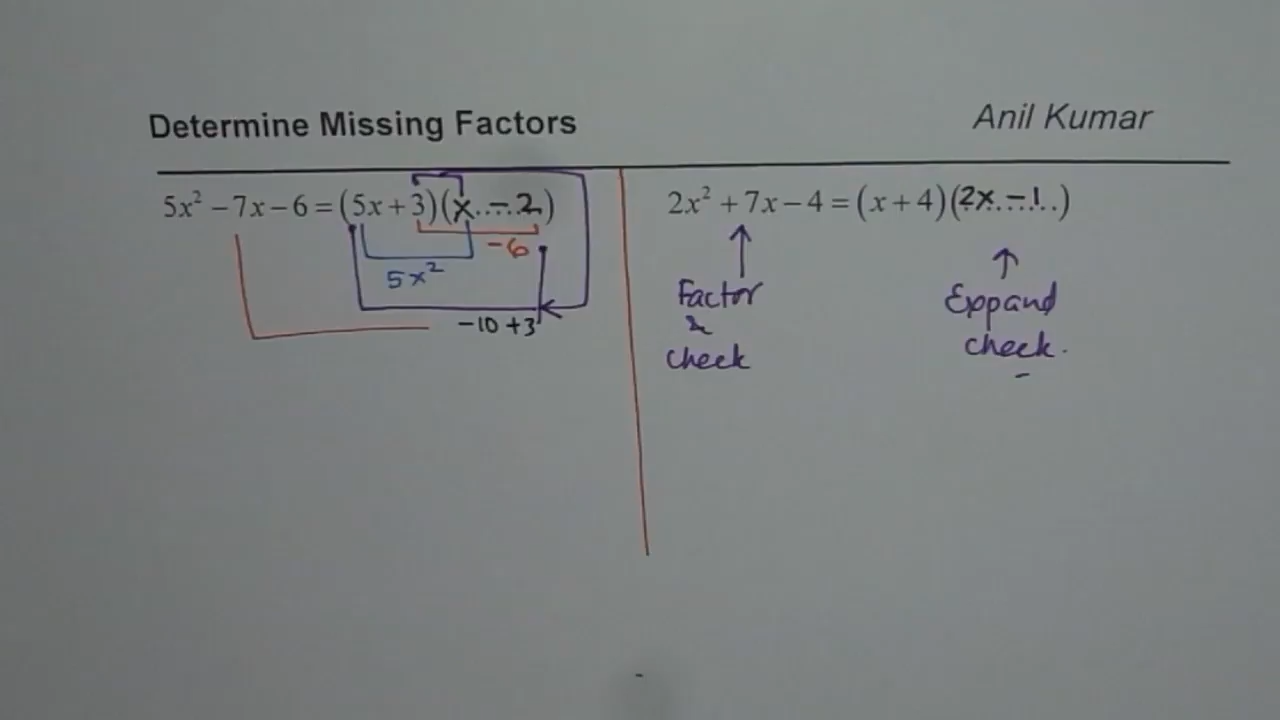 Determine Missing Factors
Anil Kumar
5x² − 7x − 6 = (5x + 3)(x....− 2)
−6
5x²
−10 +3
2x² + 7x − 4 = (x + 4)(2x....− 1..)
Factor
&
check
Expand
check.